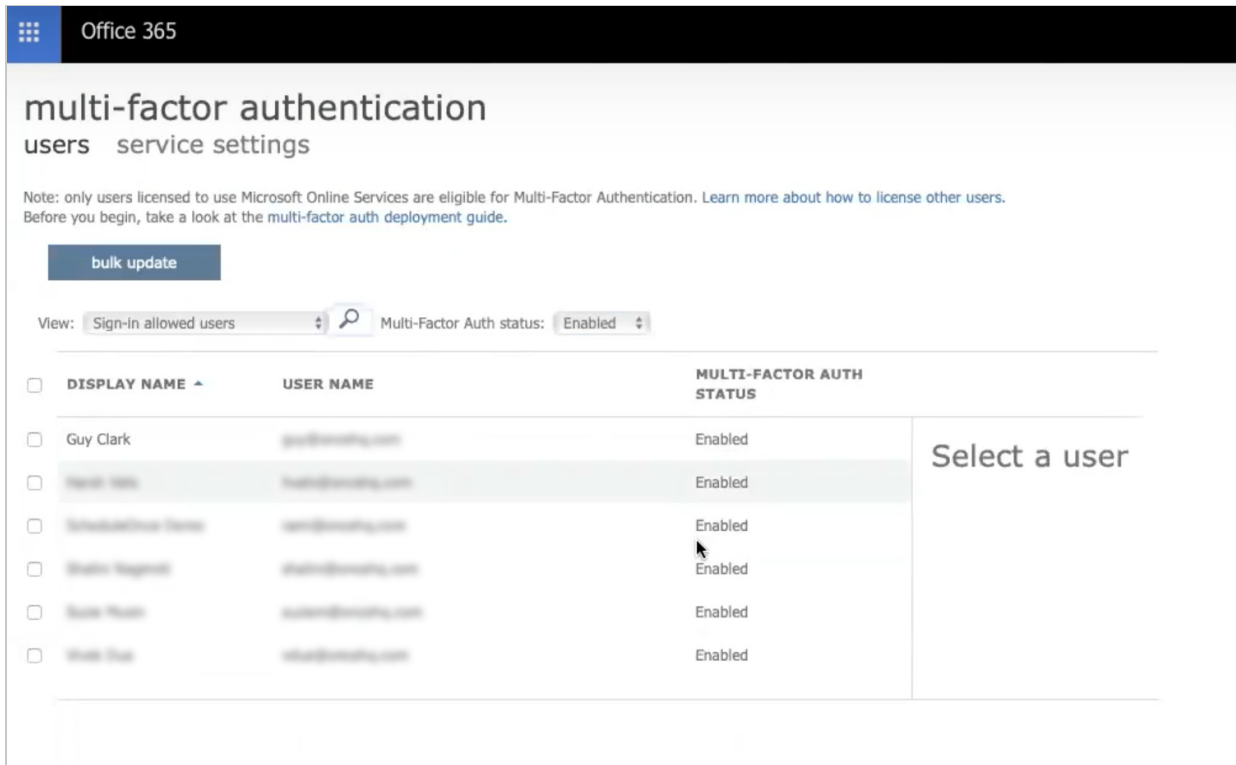 Office 365
multi-factor authentication
users service settings
Note: only users licensed to use Microsoft Online Services are eligible for Multi-Factor Authentication. Learn more about how to license other users.
Before you begin, take a look at the multi-factor auth deployment guide.
bulk update
View: Sign-in allowed users Multi-Factor Auth status: Enabled
DISPLAY NAME USER NAME MULTI-FACTOR AUTH
STATUS
Guy Clark Enabled
Select a user
Enabled
Enabled
Enabled
Enabled
Enabled